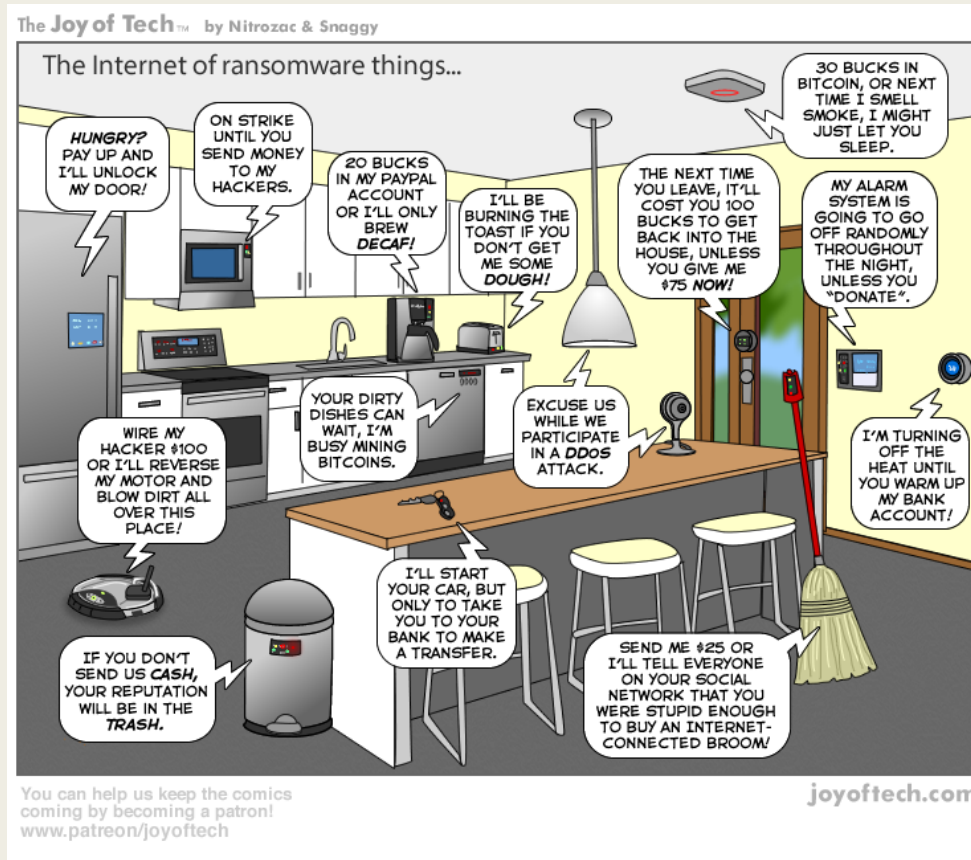 The Joy of Tech™ by Nitrozac & Snaggy
The Internet of ransomware things...
HUNGRY?
PAY UP AND
I'LL UNLOCK
MY DOOR!
ON STRIKE
UNTIL YOU
SEND MONEY
TO MY
HACKERS.
20 BUCKS
IN MY PAYPAL
ACCOUNT
OR I'LL ONLY
BREW
DECAF!
I'LL BE
BURNING THE
TOAST IF YOU
DON'T GET
ME SOME
DOUGH!
THE NEXT TIME
YOU LEAVE, IT'LL
COST YOU 100
BUCKS TO GET
BACK INTO THE
HOUSE, UNLESS
YOU GIVE ME
$75 NOW!
30 BUCKS IN
BITCOIN, OR NEXT
TIME I SMELL
SMOKE, I MIGHT
JUST LET YOU
SLEEP.
MY ALARM
SYSTEM IS
GOING TO GO
OFF RANDOMLY
THROUGHOUT
THE NIGHT,
UNLESS YOU
"DONATE".
WIRE MY
HACKER $100
OR I'LL REVERSE
MY MOTOR AND
BLOW DIRT ALL
OVER THIS
PLACE!
YOUR DIRTY
DISHES CAN
WAIT, I'M
BUSY MINING
BITCOINS.
EXCUSE US
WHILE WE
PARTICIPATE
IN A DDOS
ATTACK.
I'M TURNING
OFF THE
HEAT UNTIL
YOU WARM UP
MY BANK
ACCOUNT!
IF YOU DON'T
SEND US CASH,
YOUR REPUTATION
WILL BE IN THE
TRASH.
I'LL START
YOUR CAR, BUT
ONLY TO TAKE
YOU TO YOUR
BANK TO MAKE
A TRANSFER.
SEND ME $25 OR
I'LL TELL EVERYONE
ON YOUR SOCIAL
NETWORK THAT YOU
WERE STUPID ENOUGH
TO BUY AN INTERNET-
CONNECTED BROOM!
You can help us keep the comics
coming by becoming a patron!
www.patreon/joyoftech
joyoftech.com